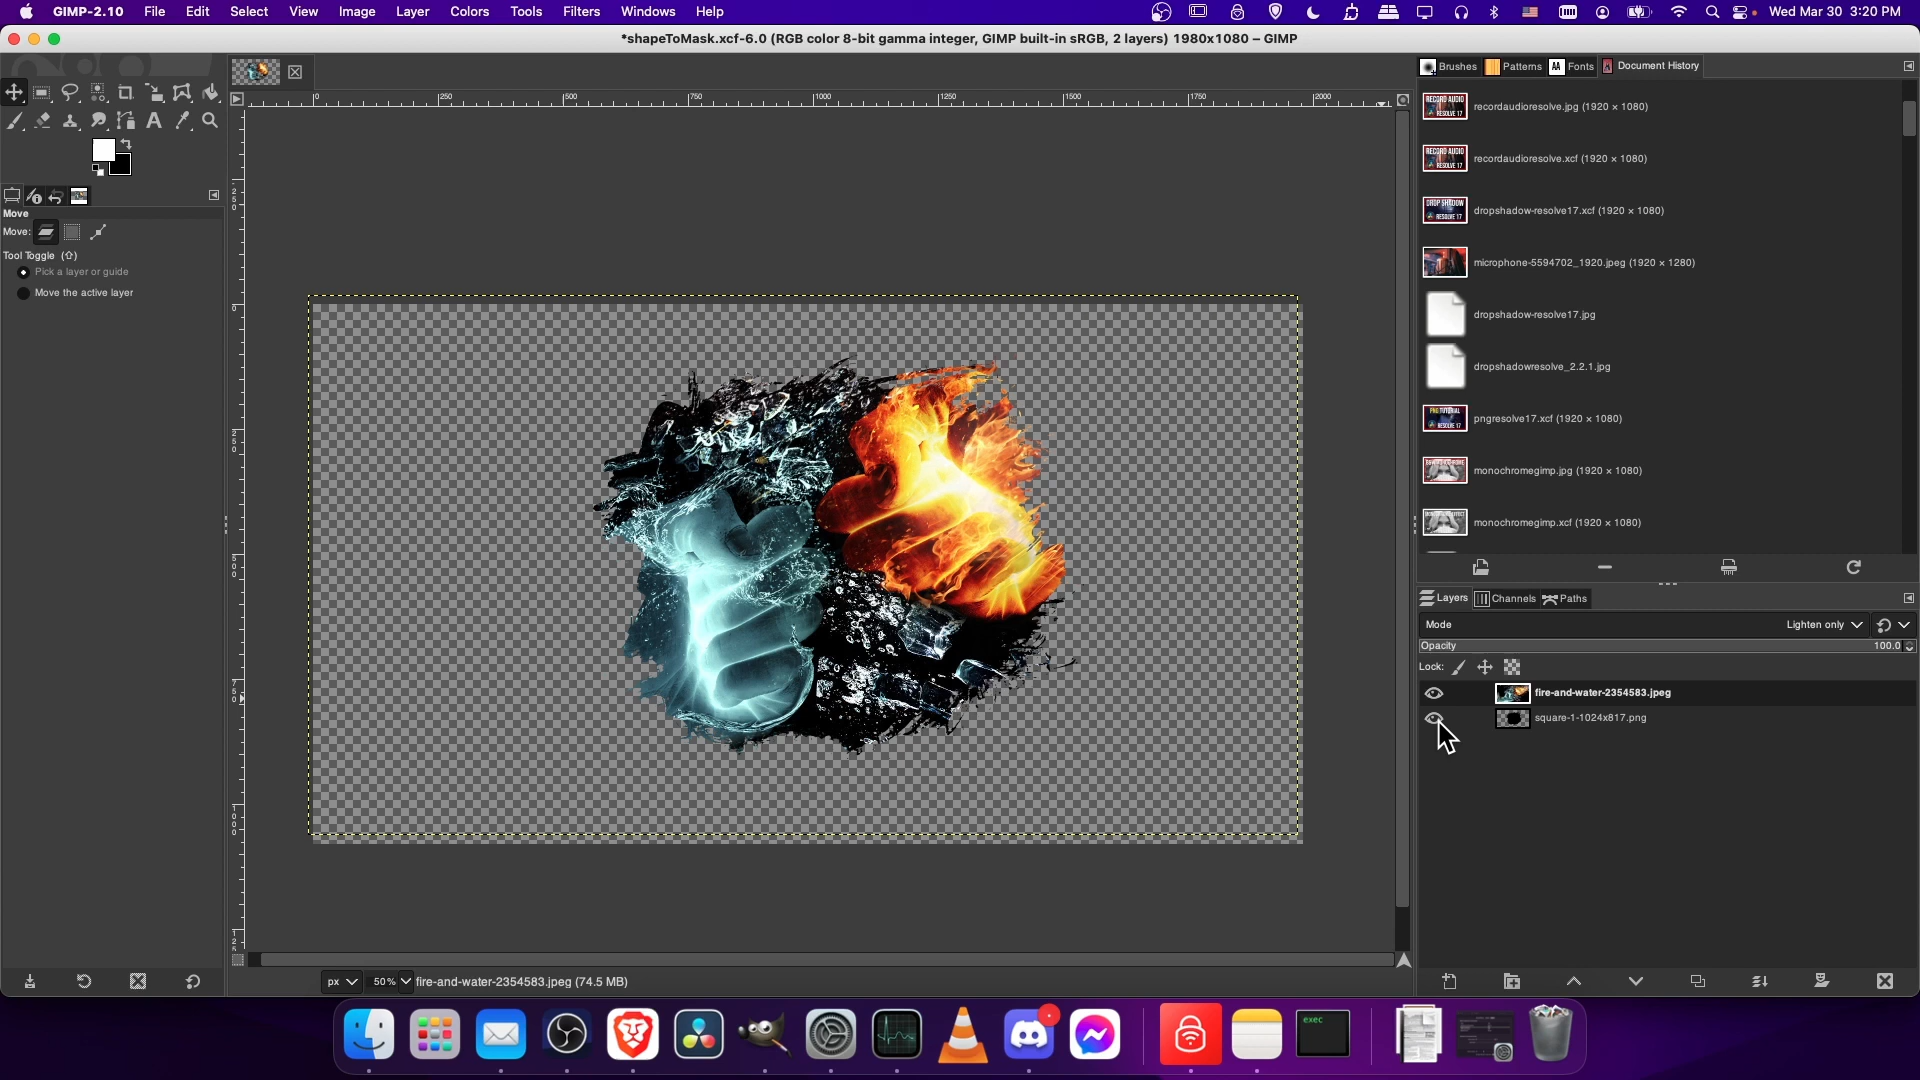 GIMP-2.10 File Edit Select View Image Layer Colors Tools Filters Windows Help Wed Mar 30 3:20 PM
*shapeToMask.xcf-6.0 (RGB color 8-bit gamma integer, GIMP built-in sRGB, 2 layers) 1980x1080 – GIMP
Brushes Patterns Fonts Document History
0 250 500 750 1000 1250 1500 1750 2000
recordaudioresolve.jpg (1920 × 1080)
recordaudioresolve.xcf (1920 × 1080)
dropshadow-resolve17.xcf (1920 × 1080)
microphone-5594702_1920.jpeg (1920 × 1280)
dropshadow-resolve17.jpg
dropshadowresolve_2.2.1.jpg
pngresolve17.xcf (1920 × 1080)
monochromegimp.jpg (1920 × 1080)
monochromegimp.xcf (1920 × 1080)
Move
Move:
Tool Toggle (⇧)
Pick a layer or guide
Move the active layer
Layers Channels Paths
Mode Lighten only
Opacity 100.0
Lock:
fire-and-water-2354583.jpeg
square-1-1024x817.png
px 50% fire-and-water-2354583.jpeg (74.5 MB)
exec